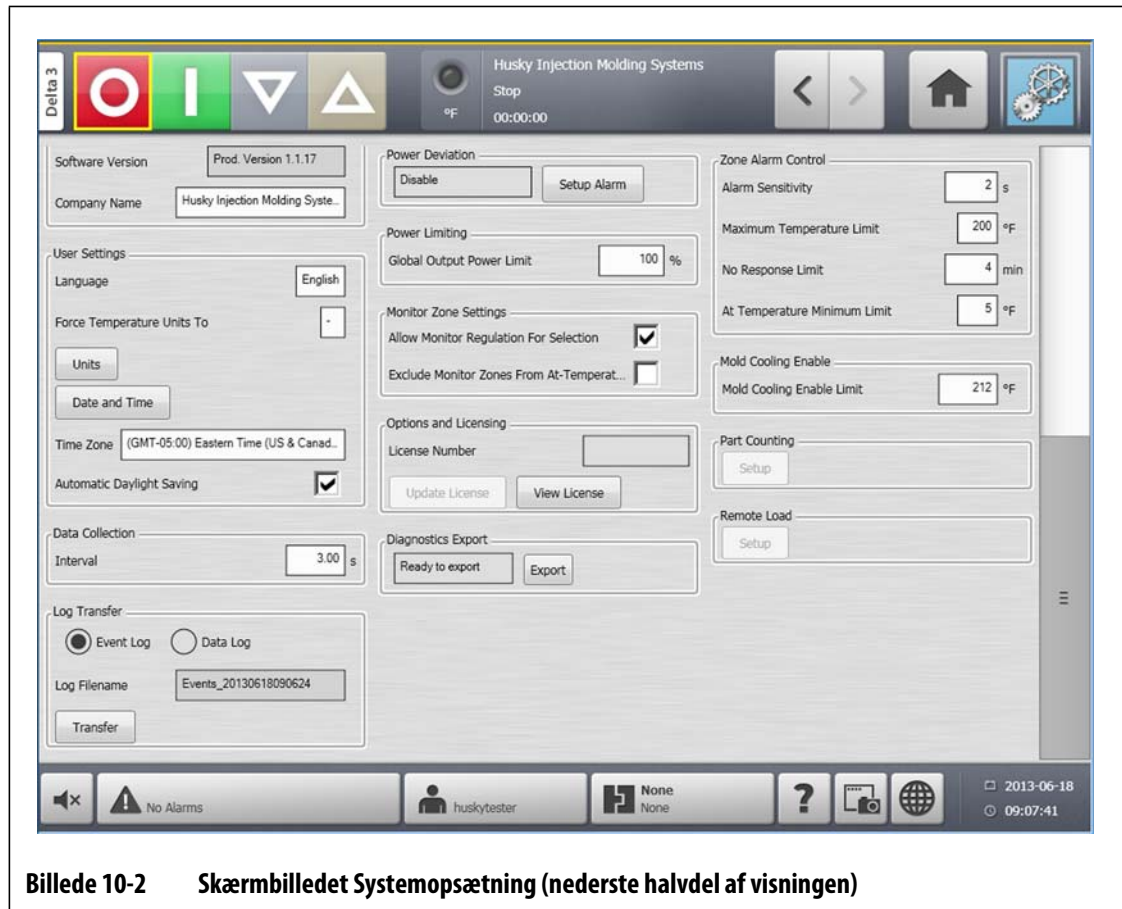 Delta 3
°F
Husky Injection Molding Systems
Stop
00:00:00
Software Version
Prod. Version 1.1.17
Company Name
Husky Injection Molding Syste...
User Settings
Language
English
Force Temperature Units To
-
Units
Date and Time
Time Zone
(GMT-05:00) Eastern Time (US & Canad...
Automatic Daylight Saving
Data Collection
Interval
3.00 s
Log Transfer
Event Log
Data Log
Log Filename
Events_20130618090624
Transfer
Power Deviation
Disable
Setup Alarm
Power Limiting
Global Output Power Limit
100 %
Monitor Zone Settings
Allow Monitor Regulation For Selection
Exclude Monitor Zones From At-Temperat...
Options and Licensing
License Number
Update License
View License
Diagnostics Export
Ready to export
Export
Zone Alarm Control
Alarm Sensitivity
2 s
Maximum Temperature Limit
200 °F
No Response Limit
4 min
At Temperature Minimum Limit
5 °F
Mold Cooling Enable
Mold Cooling Enable Limit
212 °F
Part Counting
Setup
Remote Load
Setup
No Alarms
huskytester
None
None
?
2013-06-18
09:07:41
Billede 10-2 Skærmbilledet Systemopsætning (nederste halvdel af visningen)